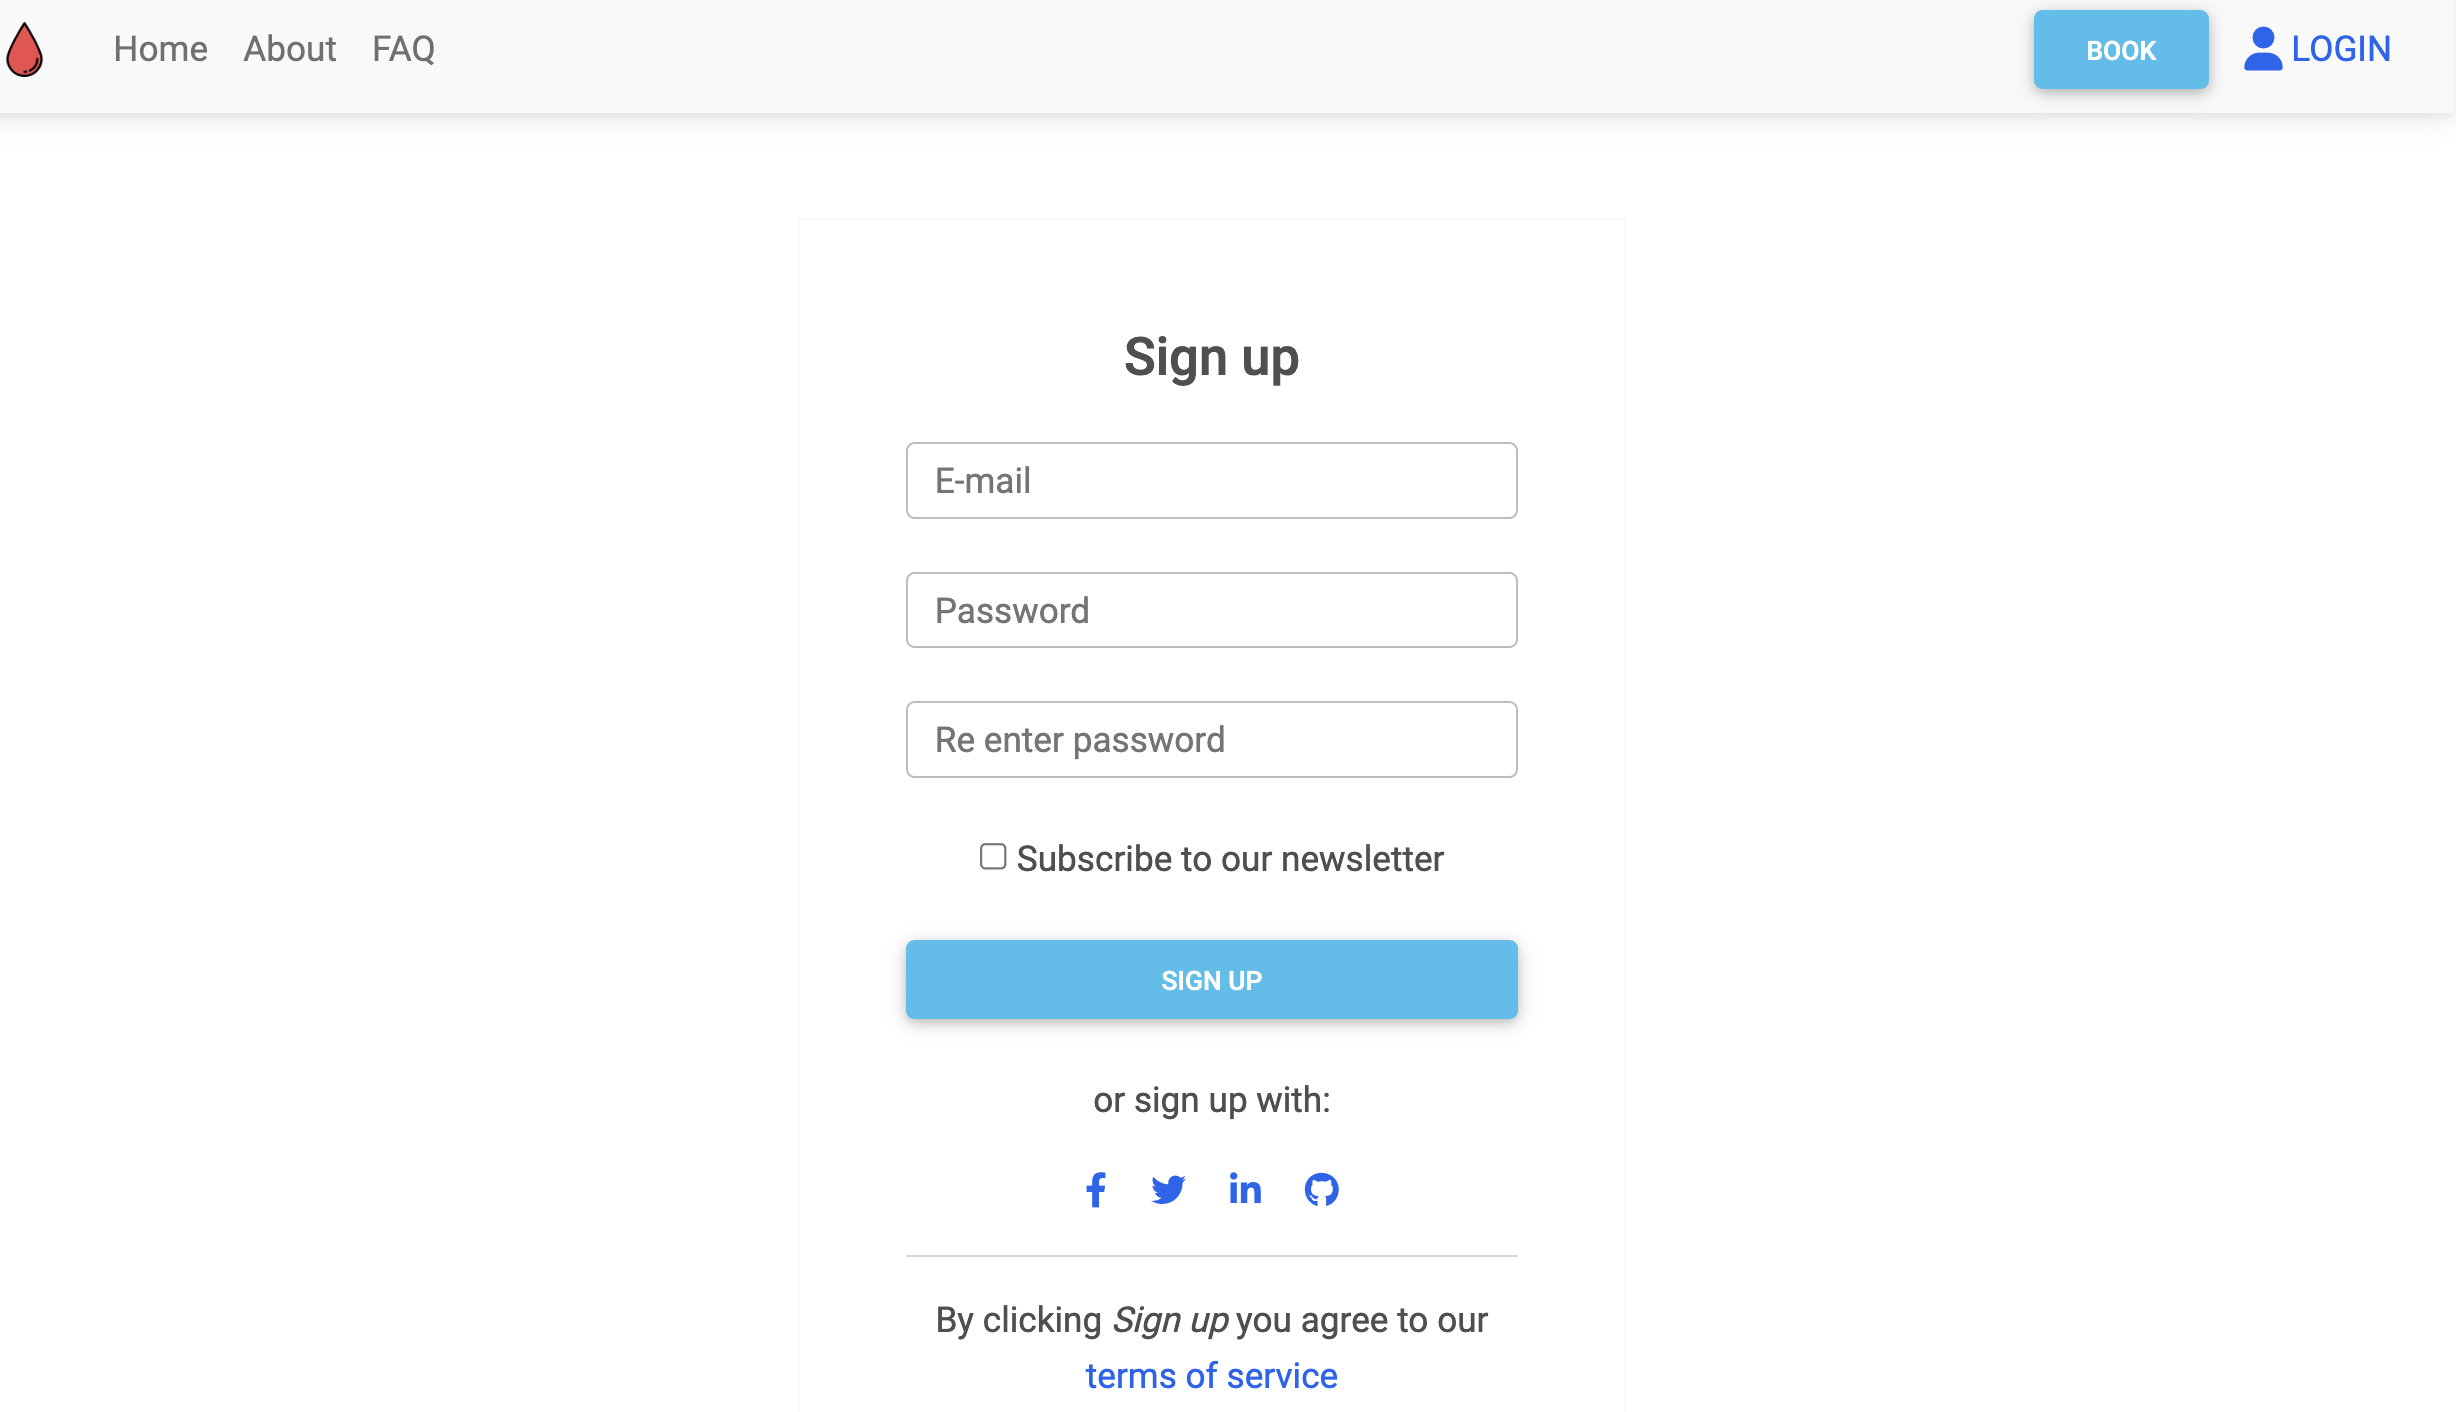 Home About FAQ BOOK LOGIN
Sign up
E-mail
Password
Re enter password
Subscribe to our newsletter
SIGN UP
or sign up with:
By clicking Sign up you agree to our
terms of service